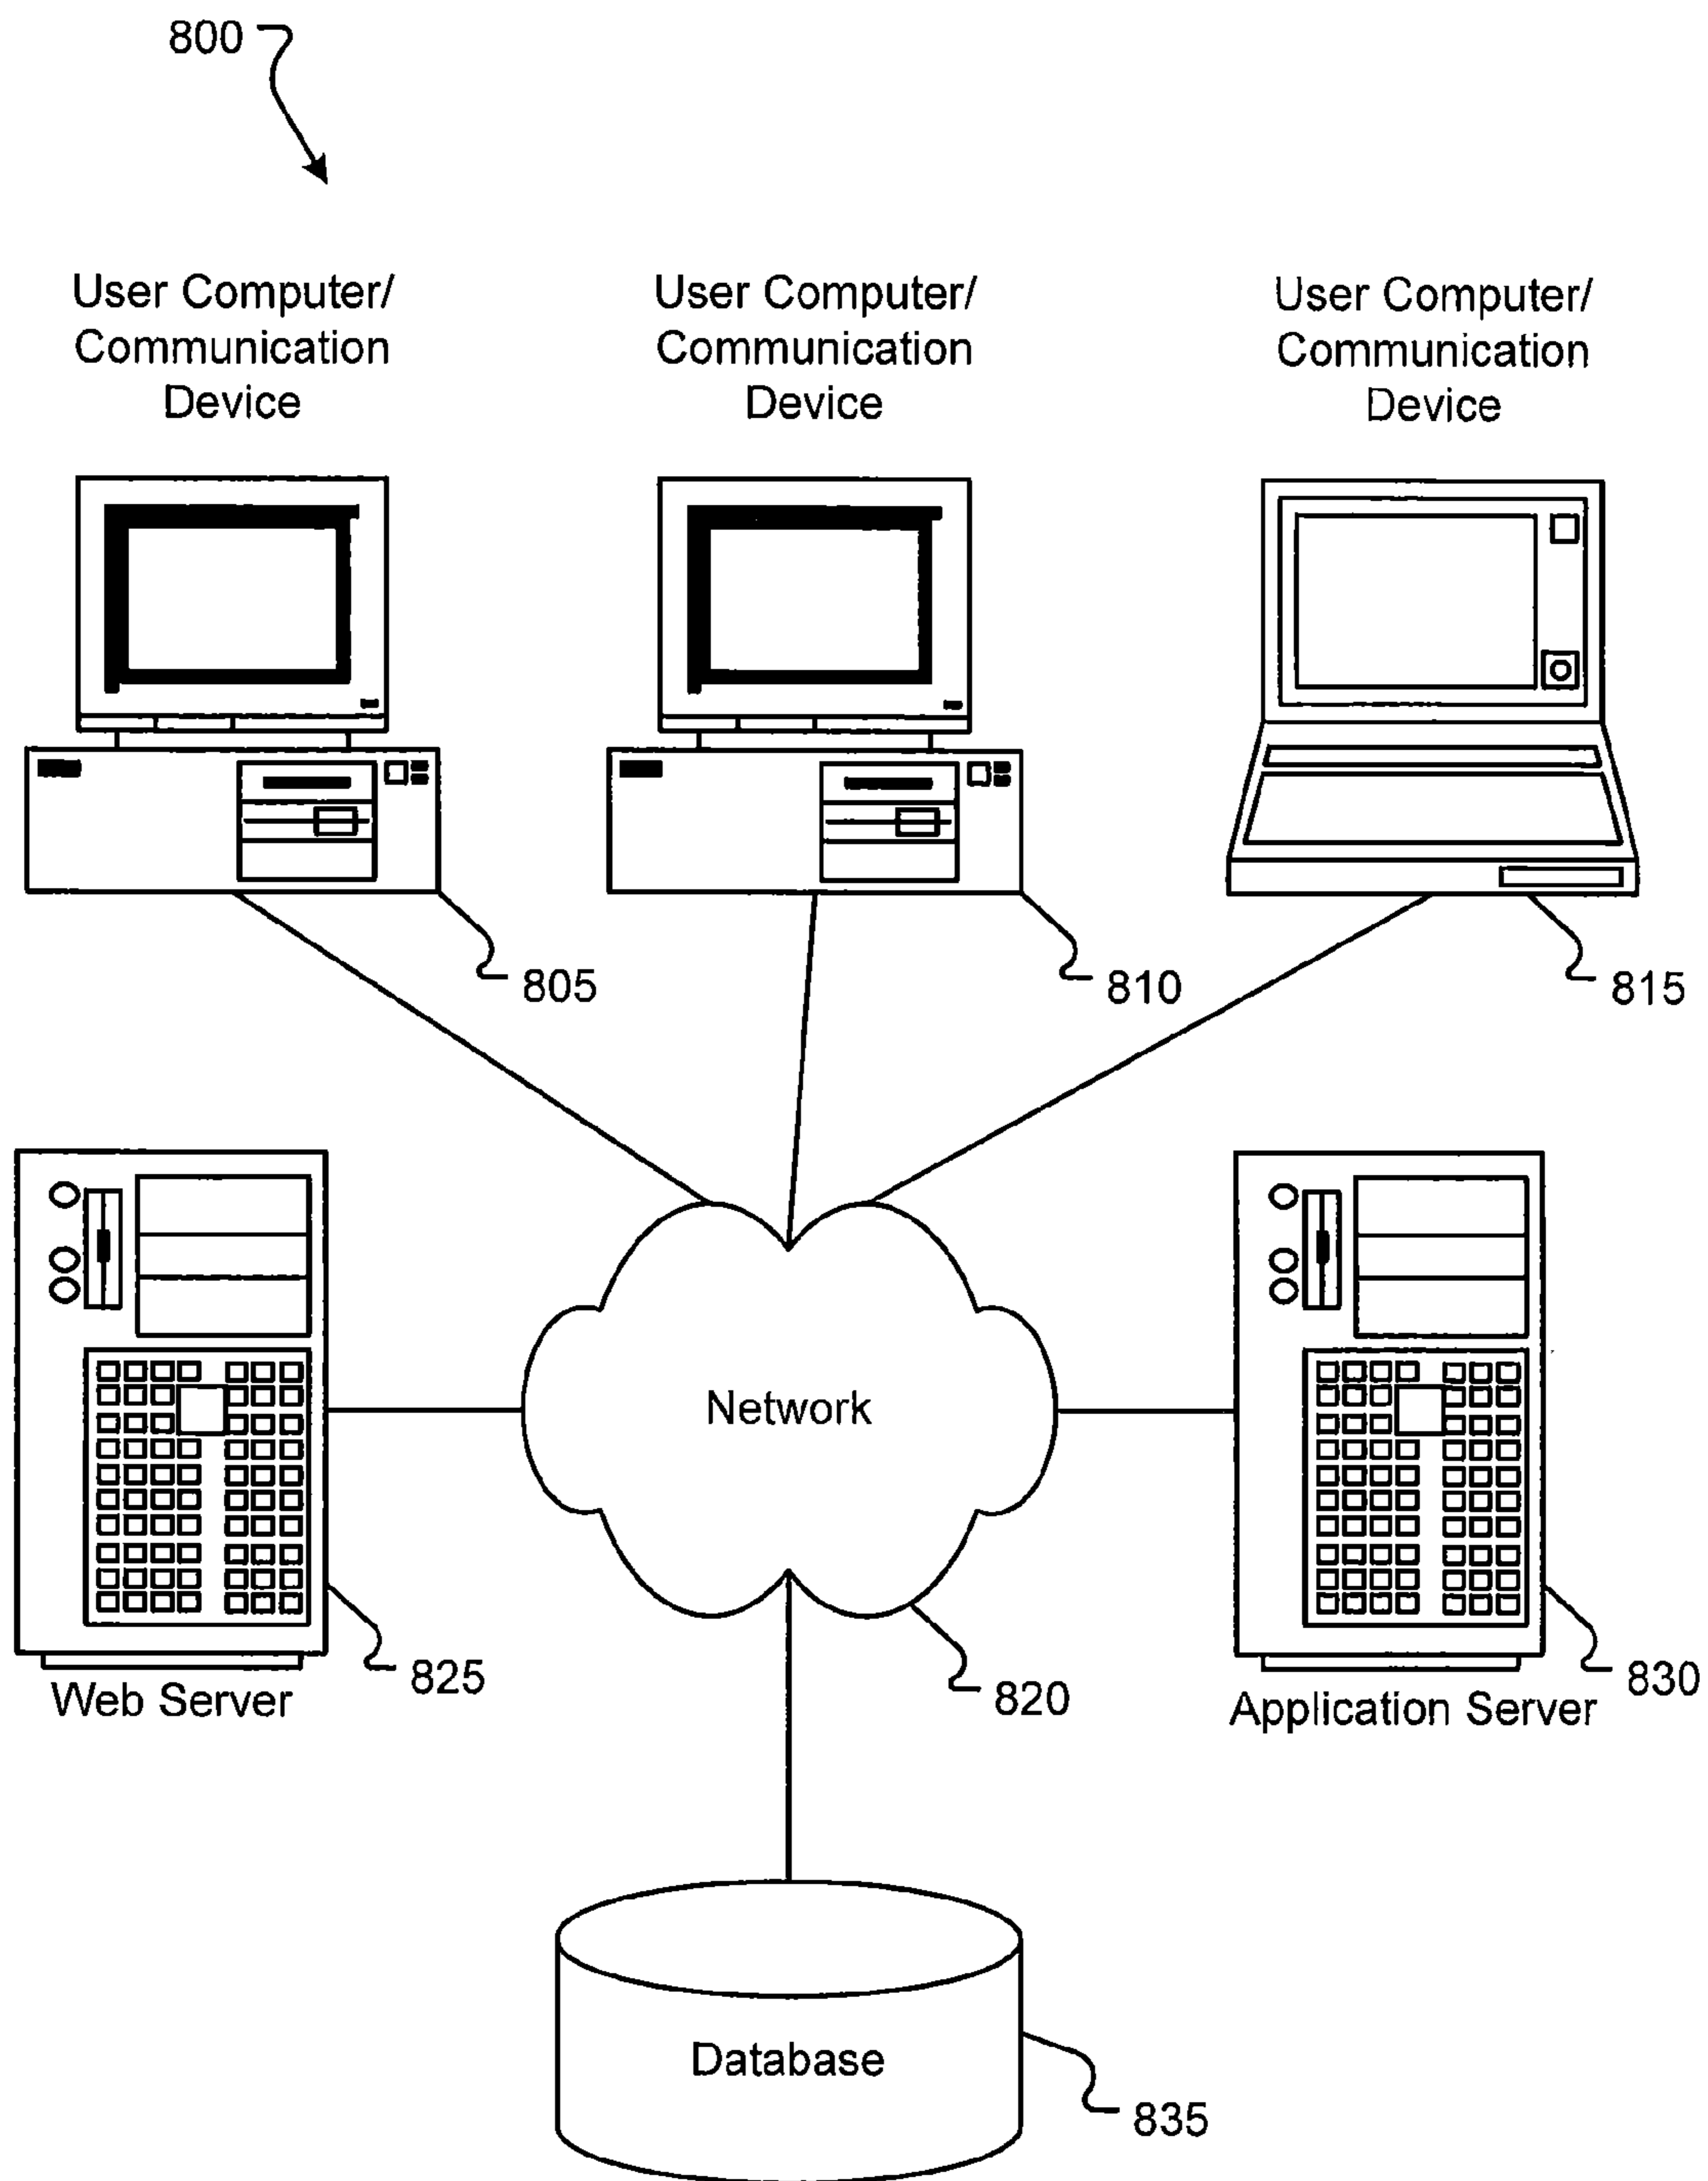 800
User Computer/
Communication
Device
User Computer/
Communication
Device
User Computer/
Communication
Device
805
810
815
Network
Web Server
825
820
Application Server
830
Database
835